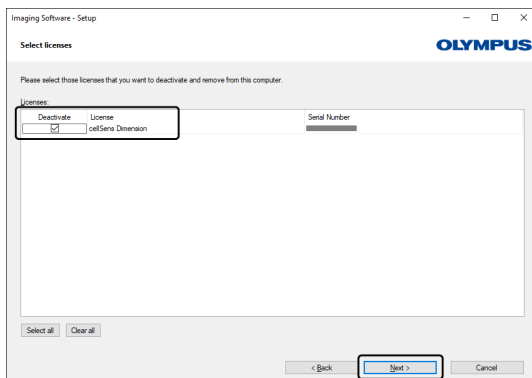 Imaging Software - Setup
Select licenses
OLYMPUS
Please select those licenses that you want to deactivate and remove from this computer.
Licenses:
Deactivate License Serial Number
cellSens Dimension
Select all Clear all
< Back Next > Cancel